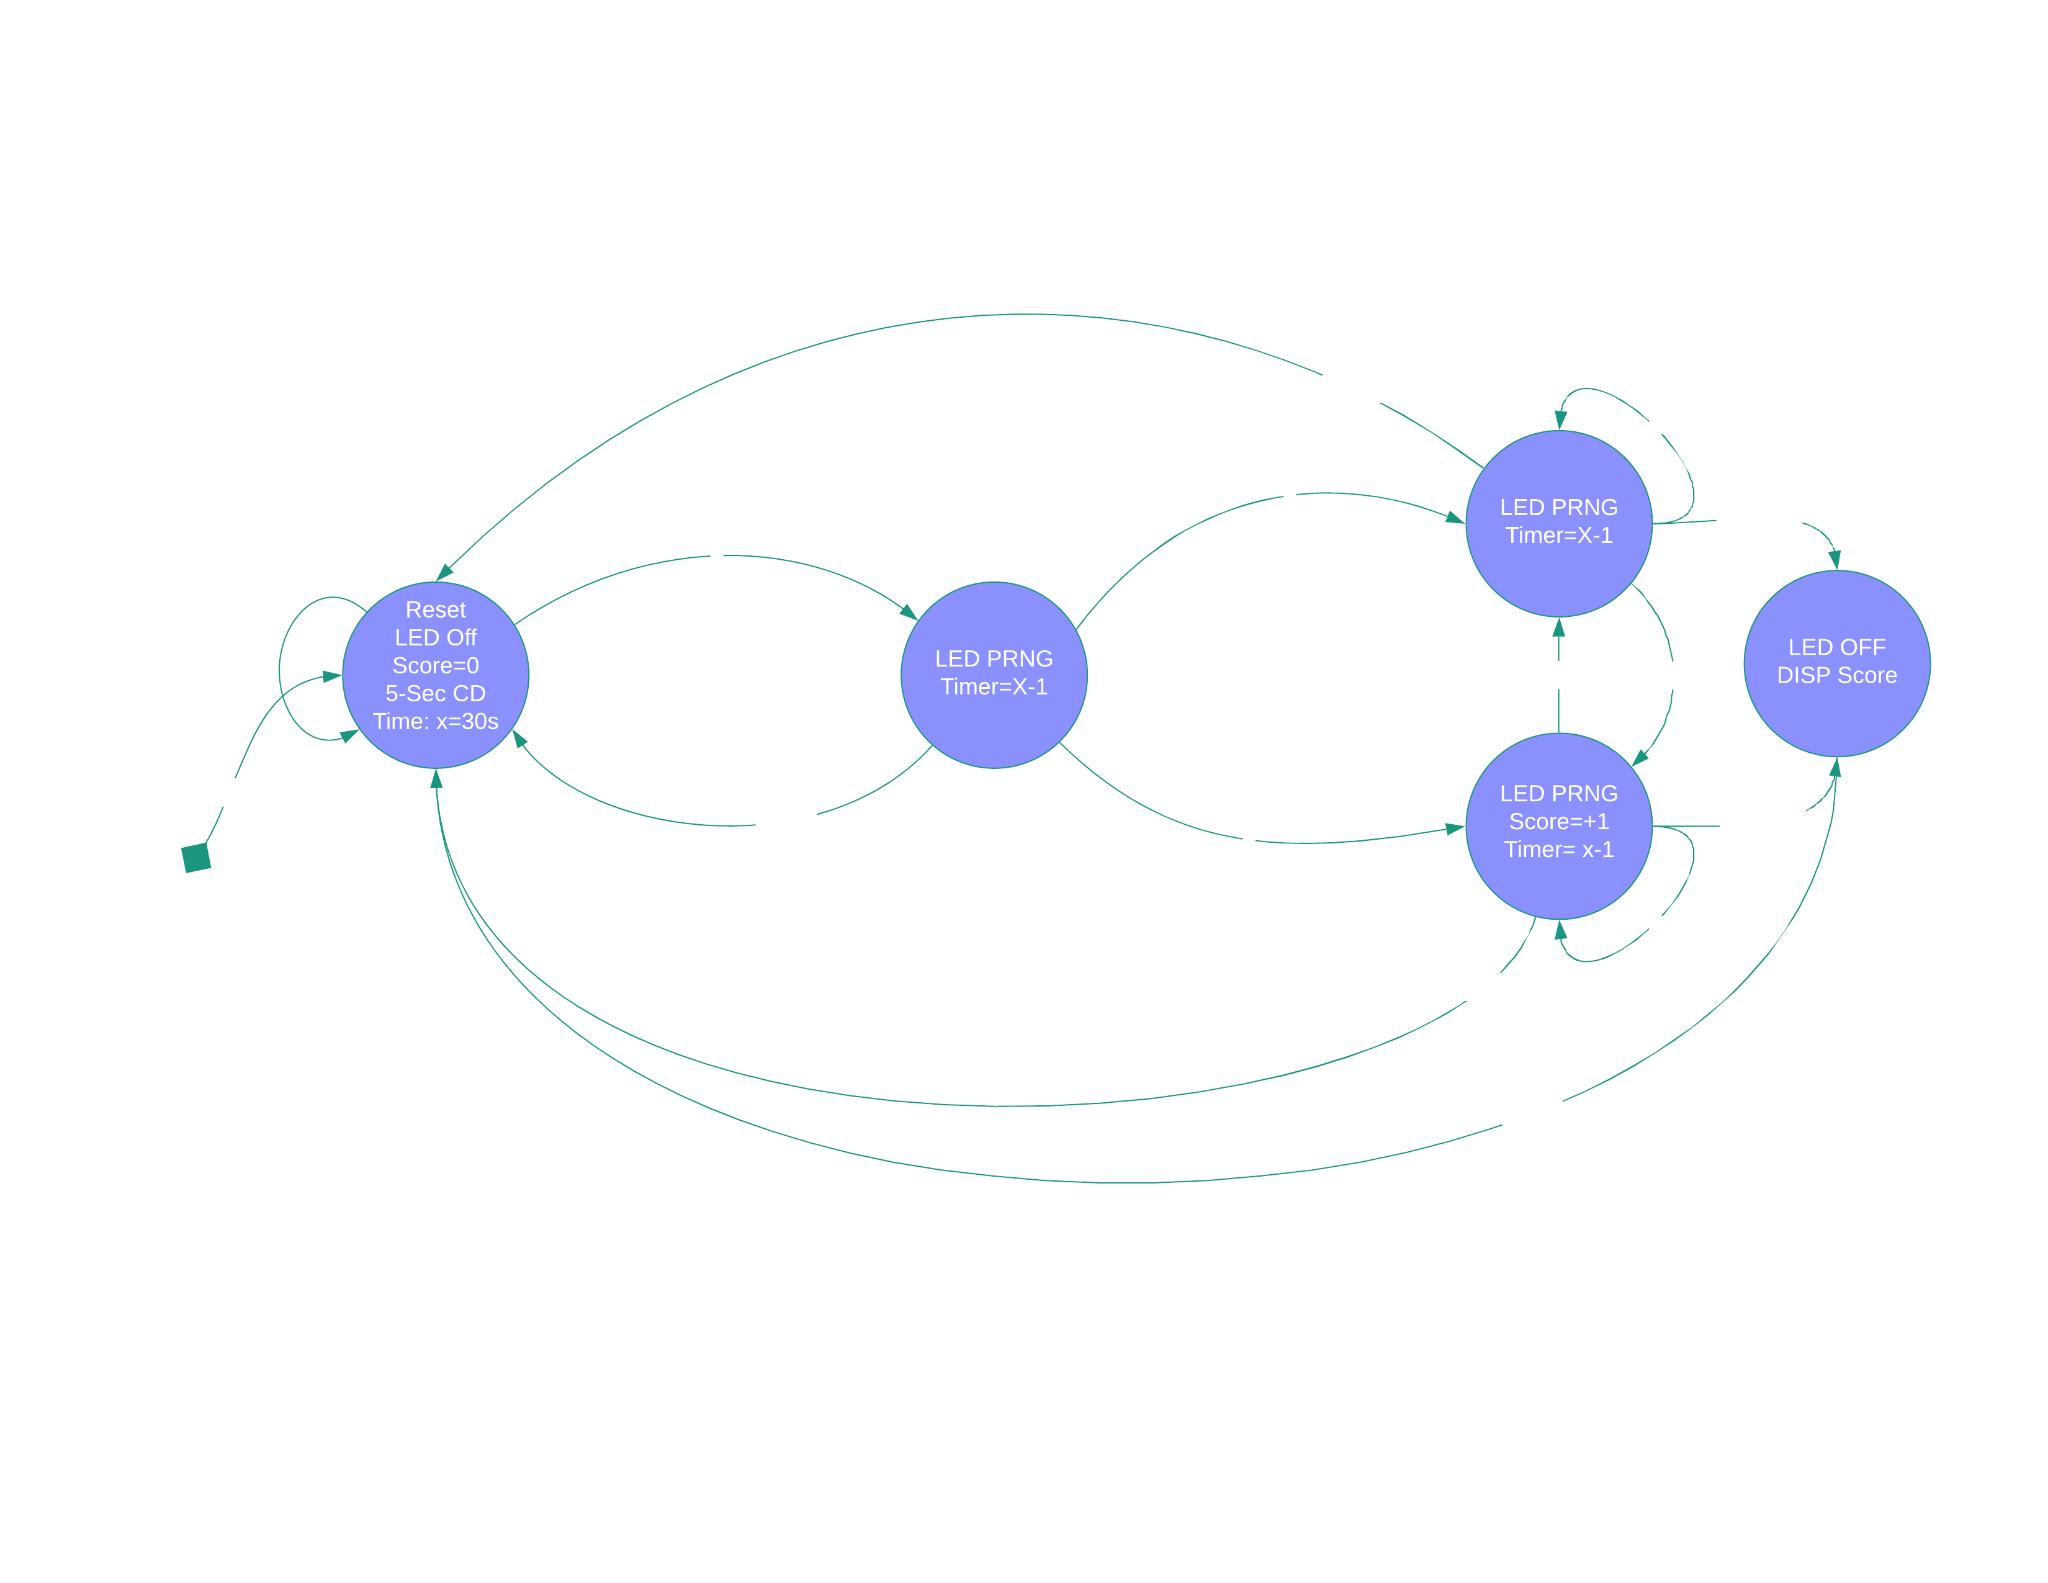 Reset
LED Off
Score=0
5-Sec CD
Time: x=30s
LED PRNG
Timer=X-1
LED PRNG
Timer=X-1
LED PRNG
Score=+1
Timer= x-1
LED OFF
DISP Score